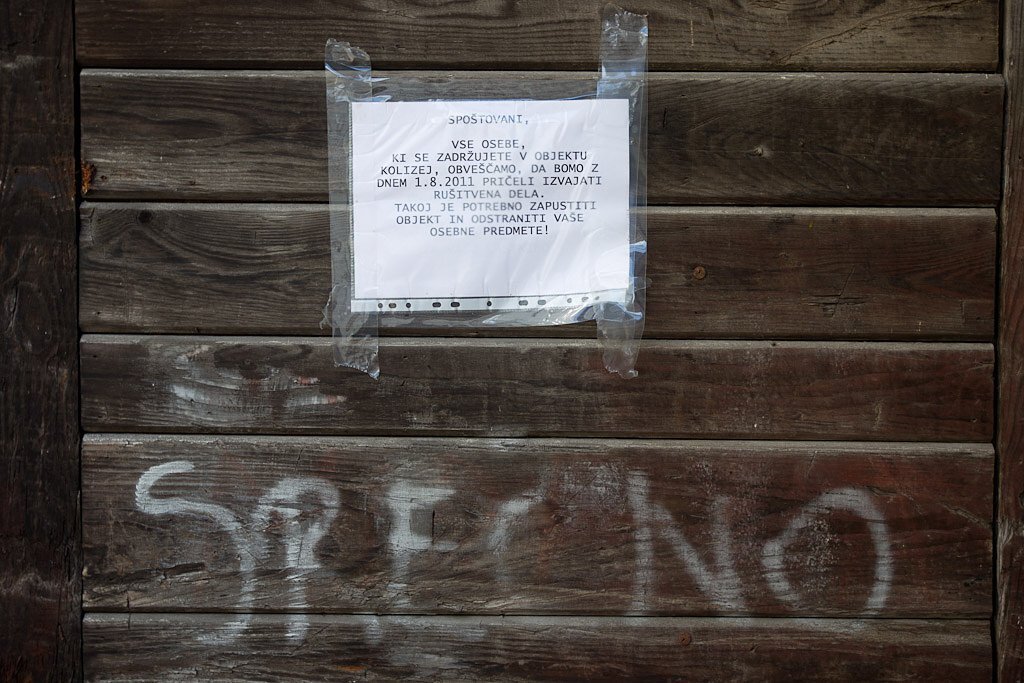 SPOŠTOVANI,
VSE OSEBE,
KI SE ZADRŽUJETE V OBJEKTU
KOLIZEJ, OBVEŠČAMO, DA BOMO Z
DNEM 1.8.2011 PRIČELI IZVAJATI
RUŠITVENA DELA.
TAKOJ JE POTREBNO ZAPUSTITI
OBJEKT IN ODSTRANITI VAŠE
OSEBNE PREDMETE!